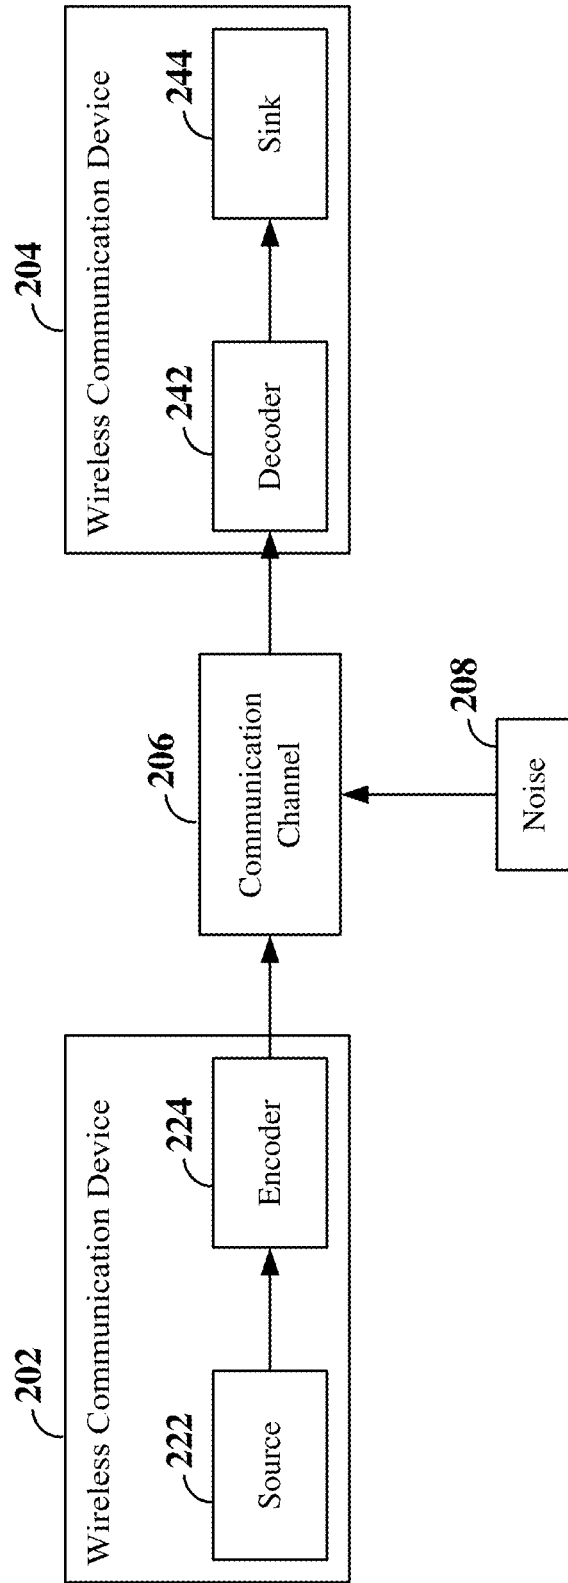 202
Wireless Communication Device
222
Source
224
Encoder
206
Communication
Channel
208
Noise
204
Wireless Communication Device
242
Decoder
244
Sink